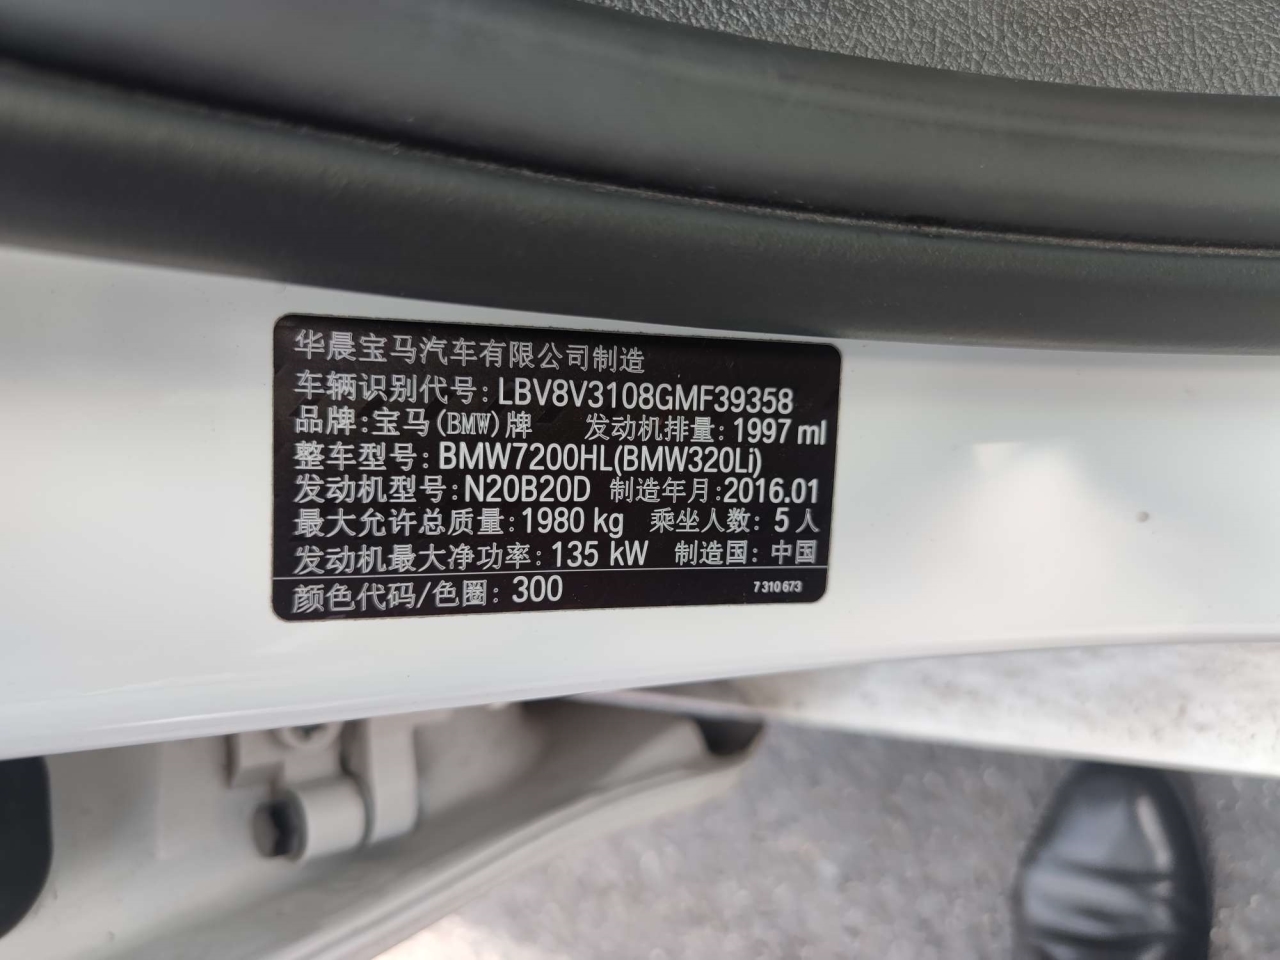 华晨宝马汽车有限公司制造
车辆识别代号: LBV8V3108GMF39358
品牌:宝马(BMW)牌 发动机排量: 1997 ml
整车型号: BMW7200HL(BMW320Li)
发动机型号: N20B20D 制造年月:2016.01
最大允许总质量: 1980 kg 乘坐人数: 5人
发动机最大净功率: 135 kW 制造国: 中国
颜色代码/色圈: 300 7 310 673